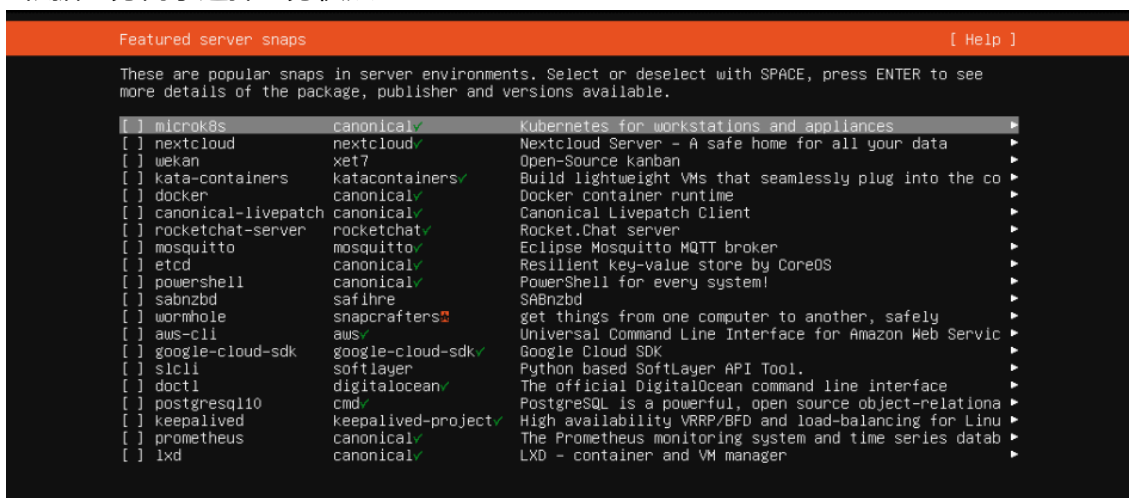 Featured server snaps [ Help ]
These are popular snaps in server environments. Select or deselect with SPACE, press ENTER to see
more details of the package, publisher and versions available.
[ ] microk8s canonical✓ Kubernetes for workstations and appliances ▸
[ ] nextcloud nextcloud✓ Nextcloud Server – A safe home for all your data ▸
[ ] wekan xet7 Open-Source kanban ▸
[ ] kata-containers katacontainers✓ Build lightweight VMs that seamlessly plug into the co ▸
[ ] docker canonical✓ Docker container runtime ▸
[ ] canonical-livepatch canonical✓ Canonical Livepatch Client ▸
[ ] rocketchat-server rocketchat✓ Rocket.Chat server ▸
[ ] mosquitto mosquitto✓ Eclipse Mosquitto MQTT broker ▸
[ ] etcd canonical✓ Resilient key-value store by CoreOS ▸
[ ] powershell canonical✓ PowerShell for every system! ▸
[ ] sabnzbd safihre SABnzbd ▸
[ ] wormhole snapcrafters get things from one computer to another, safely ▸
[ ] aws-cli aws✓ Universal Command Line Interface for Amazon Web Servic ▸
[ ] google-cloud-sdk google-cloud-sdk✓ Google Cloud SDK ▸
[ ] slcli softlayer Python based SoftLayer API Tool. ▸
[ ] doctl digitalocean✓ The official DigitalOcean command line interface ▸
[ ] postgresql10 cmd✓ PostgreSQL is a powerful, open source object-relationa ▸
[ ] keepalived keepalived-project✓ High availability VRRP/BFD and load-balancing for Linu ▸
[ ] prometheus canonical✓ The Prometheus monitoring system and time series datab ▸
[ ] lxd canonical✓ LXD – container and VM manager ▸